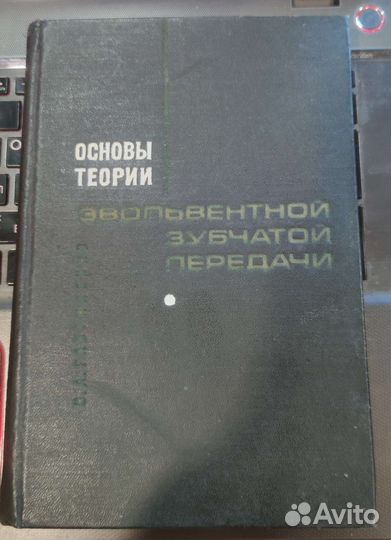 ОСНОВЫ
ТЕОРИИ
ЭВОЛЬВЕНТНОЙ
ЗУБЧАТОЙ
ПЕРЕДАЧИ
Avito